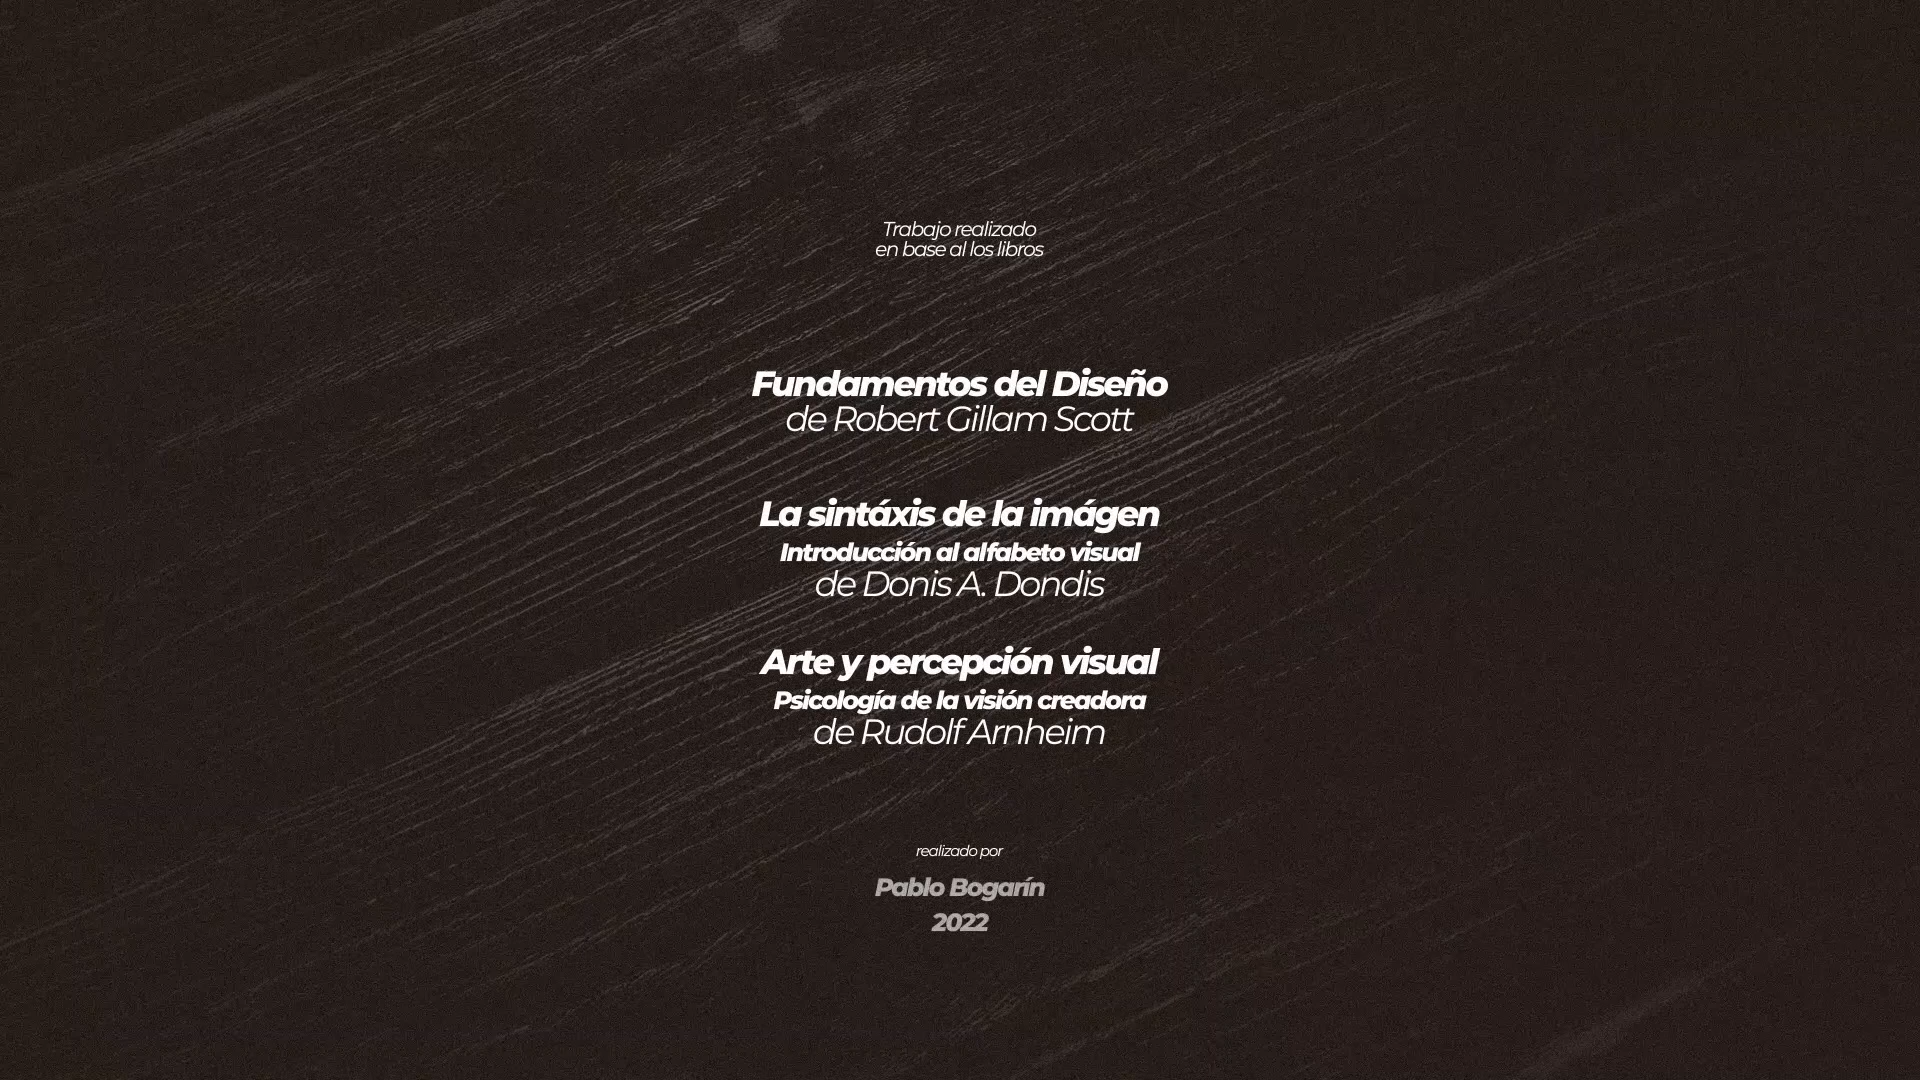 Trabajo realizado
en base al los libros
Fundamentos del Diseño
de Robert Gillam Scott
La sintáxis de la imágen
Introducción al alfabeto visual
de Donis A. Dondis
Arte y percepción visual
Psicología de la visión creadora
de Rudolf Arnheim
realizado por
Pablo Bogarín
2022